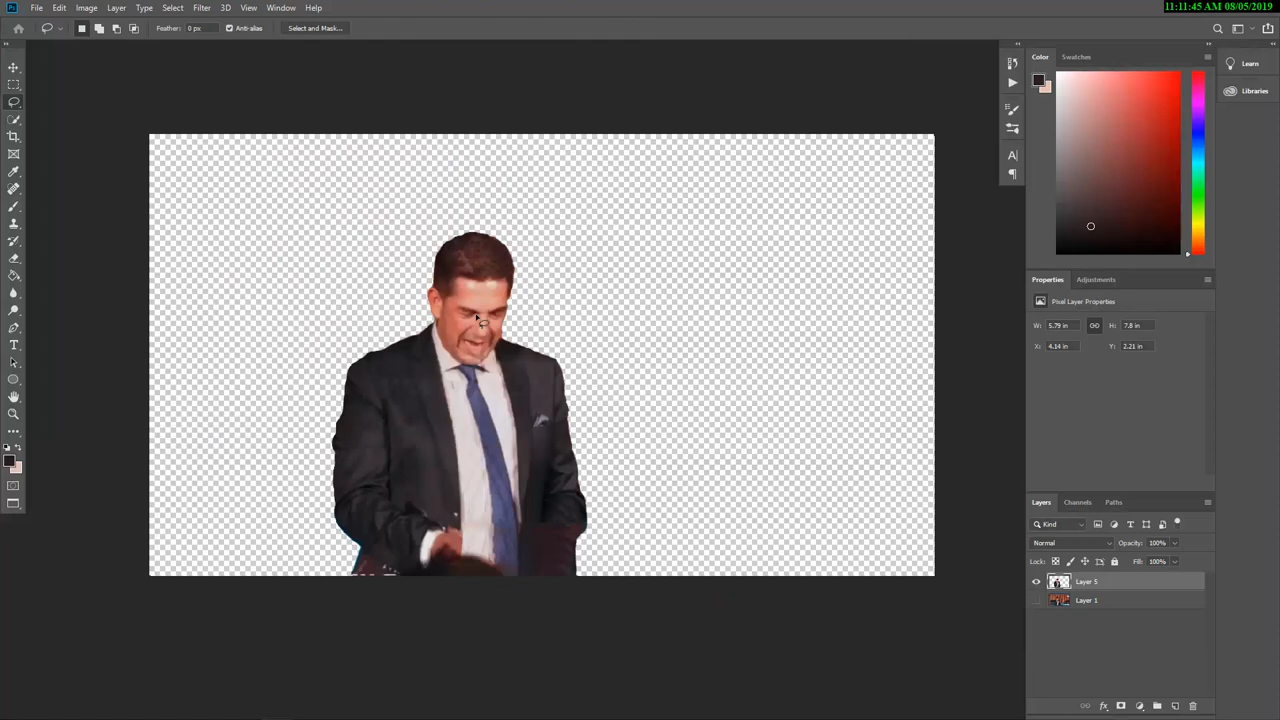 Ps File Edit Image Layer Type Select Filter 3D View Window Help
11:11:45 AM 08/05/2019
Feather: 0 px Anti-alias Select and Mask...
Color Swatches
Learn
Libraries
Properties Adjustments
Pixel Layer Properties
W: 5.79 in H: 7.8 in
X: 4.14 in Y: 2.21 in
Layers Channels Paths
Kind
Normal Opacity: 100%
Lock: Fill: 100%
Layer 5
Layer 1